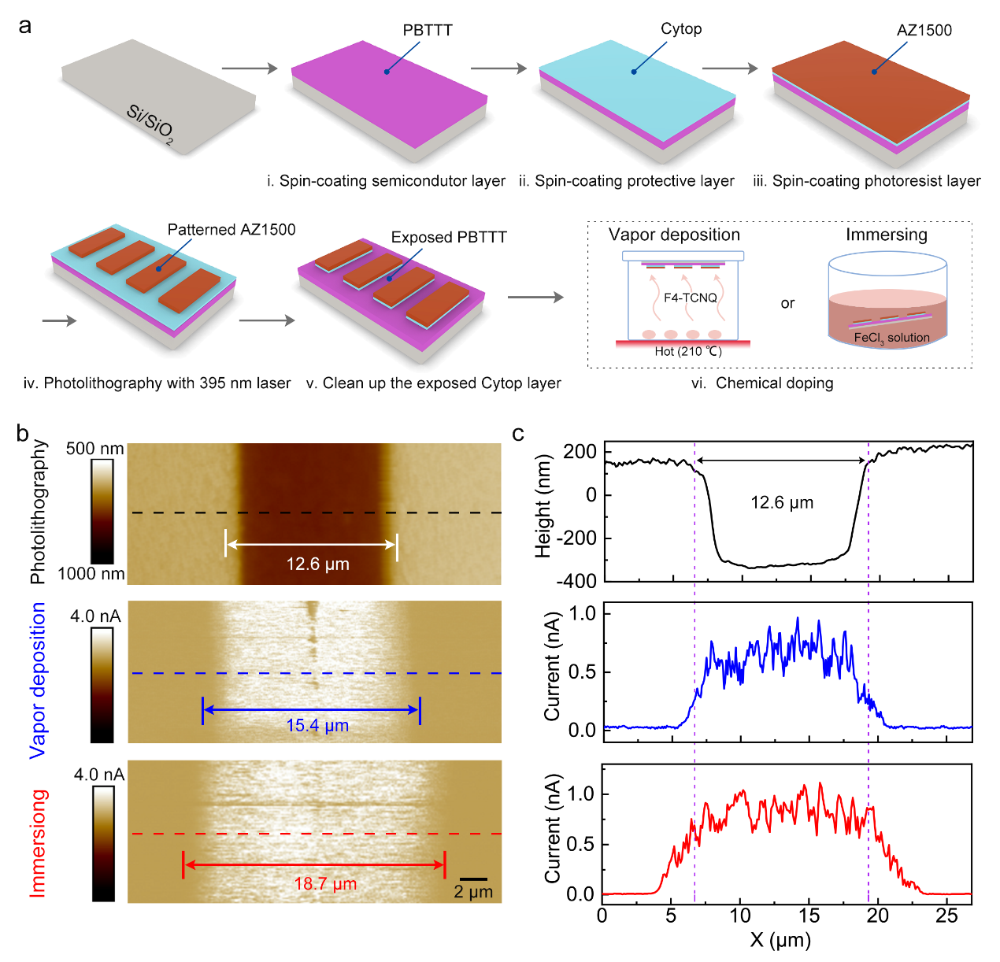 a
PBTTT
Cytop
AZ1500
Si/SiO2
i. Spin-coating semicondutor layer
ii. Spin-coating protective layer
iii. Spin-coating photoresist layer
Patterned AZ1500
Exposed PBTTT
Vapor deposition
Immersing
F4-TCNQ
or
FeCl3 solution
Hot (210 ℃)
iv. Photolithography with 395 nm laser
v. Clean up the exposed Cytop layer
vi. Chemical doping
b
Photolithography
500 nm
1000 nm
12.6 µm
Vapor deposition
4.0 nA
15.4 µm
Immersiong
4.0 nA
18.7 µm
2 µm
c
Height (nm)
200
0
-200
-400
12.6 µm
Current (nA)
1.0
0.5
0.0
Current (nA)
1.0
0.5
0.0
0 5 10 15 20 25
X (µm)